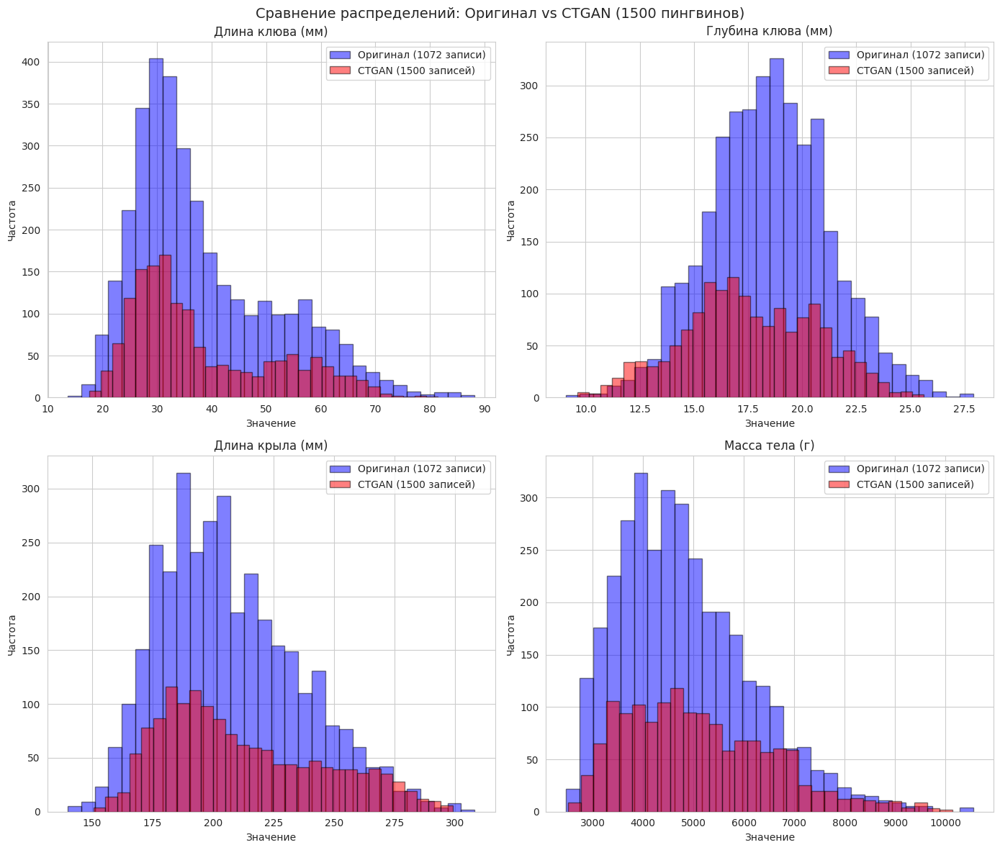 Сравнение распределений: Оригинал vs CTGAN (1500 пингвинов)
Длина клюва (мм)
Оригинал (1072 записи)
CTGAN (1500 записей)
Частота
400
350
300
250
200
150
100
50
0
10 20 30 40 50 60 70 80 90
Значение
Глубина клюва (мм)
Оригинал (1072 записи)
CTGAN (1500 записей)
Частота
300
250
200
150
100
50
0
10.0 12.5 15.0 17.5 20.0 22.5 25.0 27.5
Значение
Длина крыла (мм)
Оригинал (1072 записи)
CTGAN (1500 записей)
Частота
300
250
200
150
100
50
0
150 175 200 225 250 275 300
Значение
Масса тела (г)
Оригинал (1072 записи)
CTGAN (1500 записей)
Частота
300
250
200
150
100
50
0
3000 4000 5000 6000 7000 8000 9000 10000
Значение